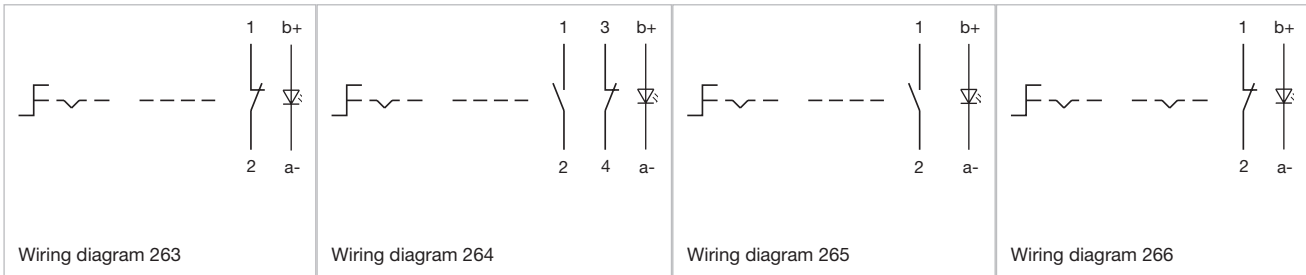 1 b+
2 a-
Wiring diagram 263
1 3 b+
2 4 a-
Wiring diagram 264
1 b+
2 a-
Wiring diagram 265
1 b+
2 a-
Wiring diagram 266